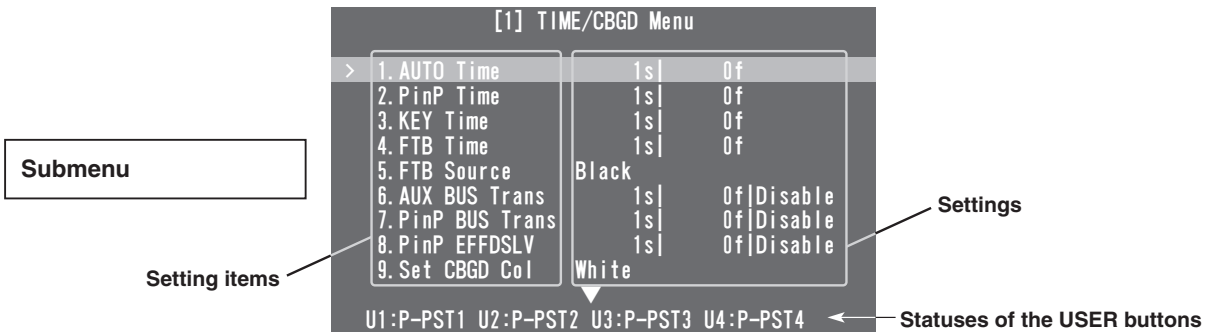 [1] TIME/CBGD Menu
> 1.AUTO Time 1s| 0f
2.PinP Time 1s| 0f
3.KEY Time 1s| 0f
4.FTB Time 1s| 0f
5.FTB Source Black
6.AUX BUS Trans 1s| 0f|Disable
7.PinP BUS Trans 1s| 0f|Disable
8.PinP EFFDSLV 1s| 0f|Disable
9.Set CBGD Col White
U1:P-PST1 U2:P-PST2 U3:P-PST3 U4:P-PST4
Submenu
Setting items
Settings
Statuses of the USER buttons